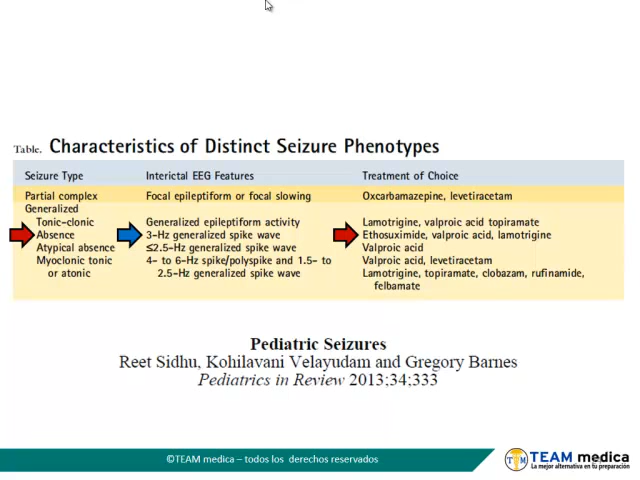 Table. Characteristics of Distinct Seizure Phenotypes
Seizure Type Interictal EEG Features Treatment of Choice
Partial complex Focal epileptiform or focal slowing Oxcarbamazepine, levetiracetam
Generalized
Tonic-clonic Generalized epileptiform activity Lamotrigine, valproic acid topiramate
Absence 3-Hz generalized spike wave Ethosuximide, valproic acid, lamotrigine
Atypical absence ≤2.5-Hz generalized spike wave Valproic acid
Myoclonic tonic 4- to 6-Hz spike/polyspike and 1.5- to Valproic acid, levetiracetam
or atonic 2.5-Hz generalized spike wave Lamotrigine, topiramate, clobazam, rufinamide,
felbamate
Pediatric Seizures
Reet Sidhu, Kohilavani Velayudam and Gregory Barnes
Pediatrics in Review 2013;34;333
©TEAM medica – todos los derechos reservados
TM TEAM medica
La mejor alternativa en tu preparación